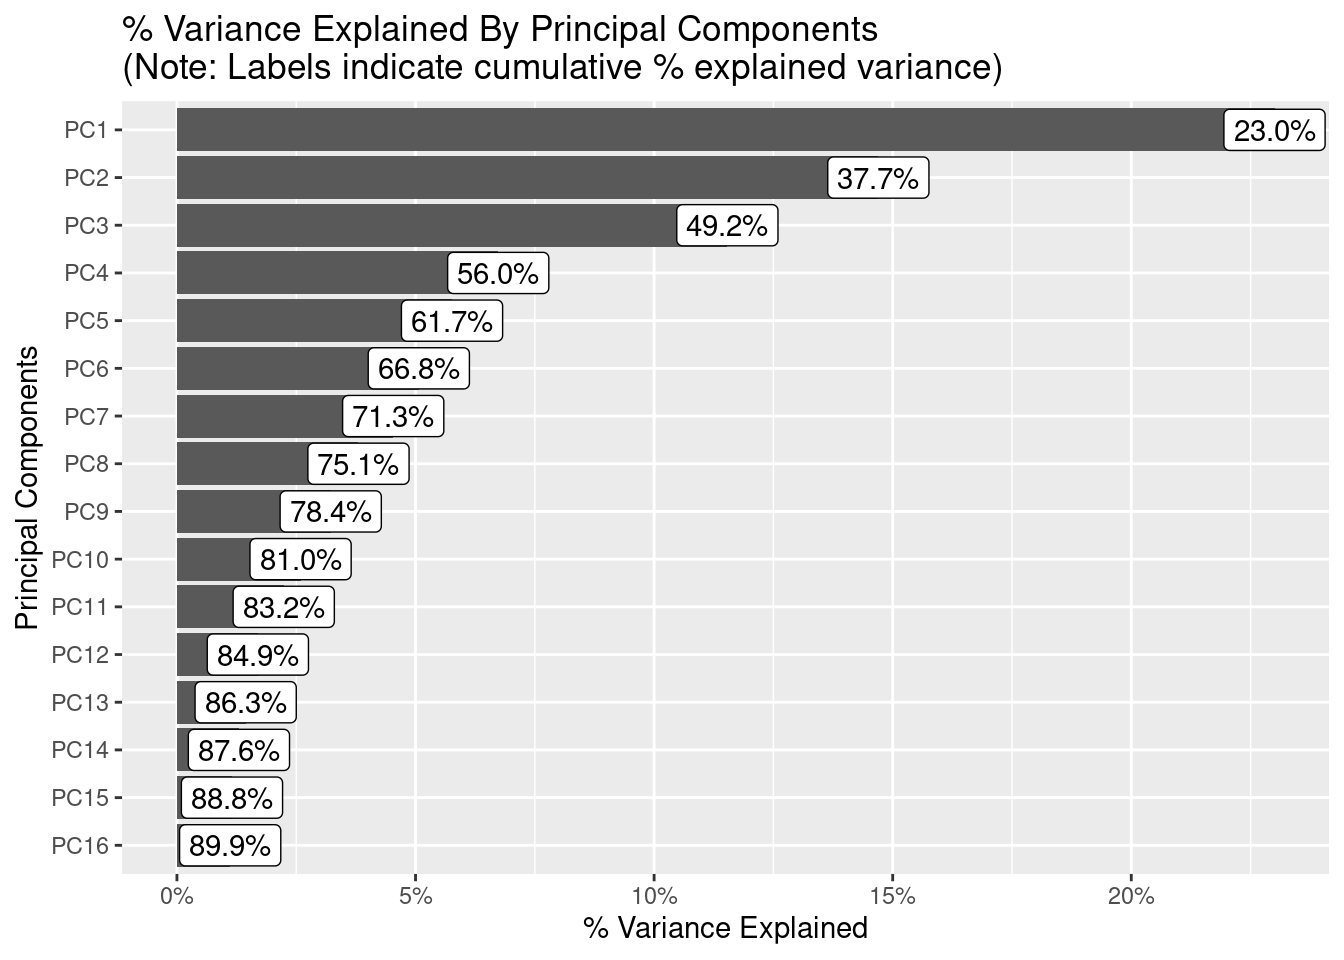 % Variance Explained By Principal Components
(Note: Labels indicate cumulative % explained variance)
Principal Components
PC1 23.0%
PC2 37.7%
PC3 49.2%
PC4 56.0%
PC5 61.7%
PC6 66.8%
PC7 71.3%
PC8 75.1%
PC9 78.4%
PC10 81.0%
PC11 83.2%
PC12 84.9%
PC13 86.3%
PC14 87.6%
PC15 88.8%
PC16 89.9%
0% 5% 10% 15% 20%
% Variance Explained